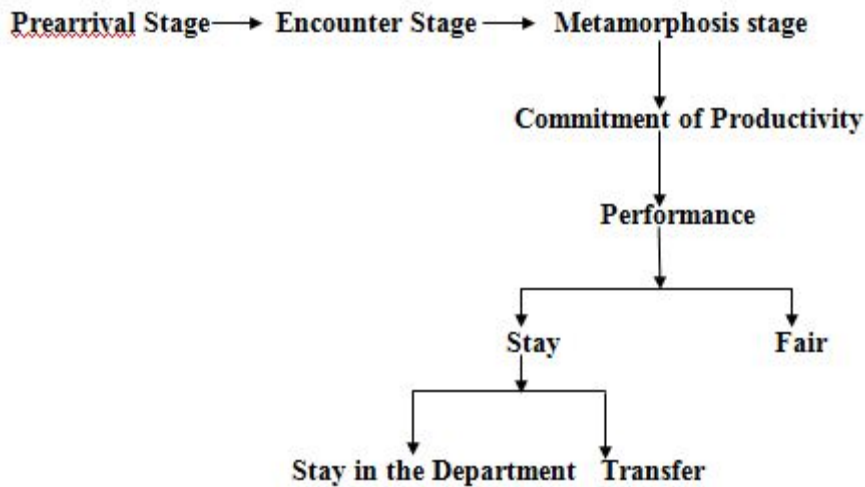 Prearrival Stage Encounter Stage Metamorphosis stage
Commitment of Productivity
Performance
Stay Fair
Stay in the Department Transfer